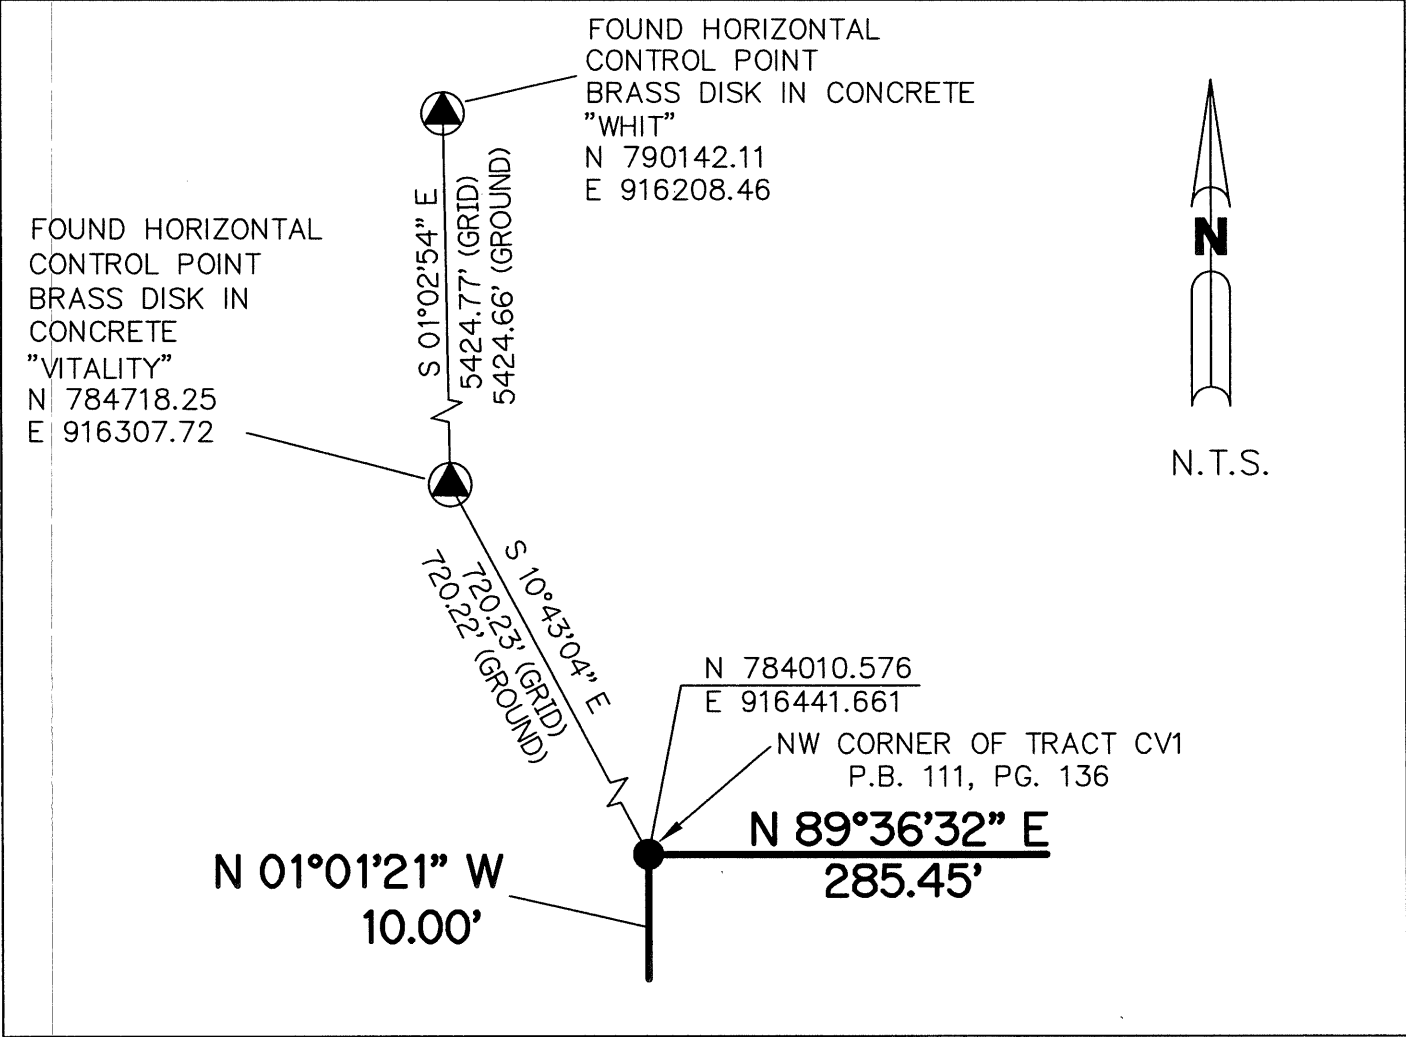 FOUND HORIZONTAL
CONTROL POINT
BRASS DISK IN CONCRETE
"WHIT"
N 790142.11
E 916208.46
S 01°02'54" E
5424.77' (GRID)
5424.66' (GROUND)
FOUND HORIZONTAL
CONTROL POINT
BRASS DISK IN
CONCRETE
"VITALITY"
N 784718.25
E 916307.72
N
N.T.S.
S 10°43'04" E
720.23' (GRID)
720.22' (GROUND)
N 784010.576
E 916441.661
NW CORNER OF TRACT CV1
P.B. 111, PG. 136
N 89°36'32" E
285.45'
N 01°01'21" W
10.00'